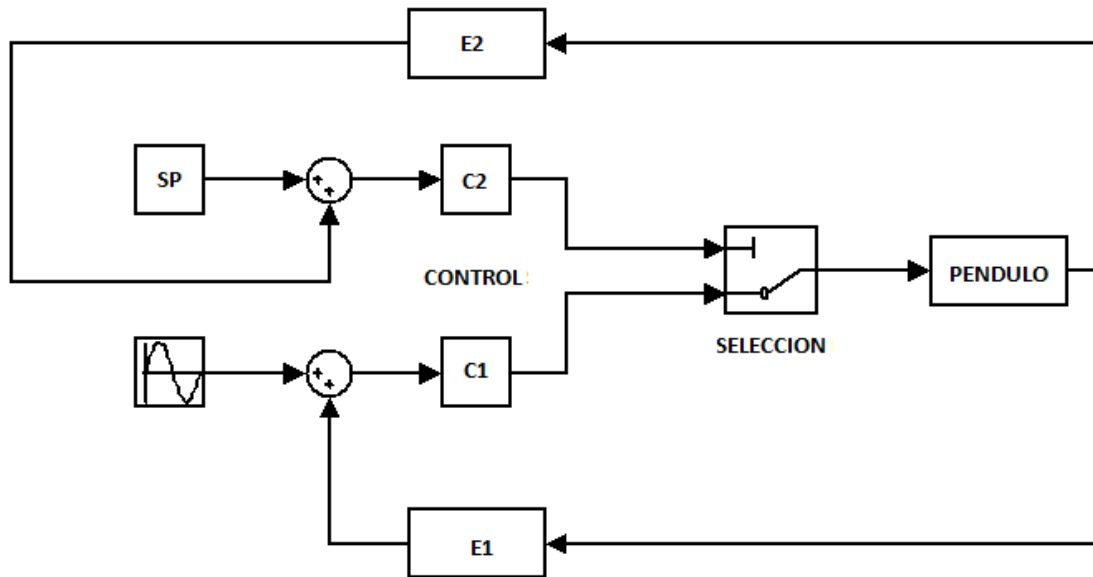 E2
SP
+
+
C2
CONTROL
PENDULO
SELECCION
+
+
C1
E1